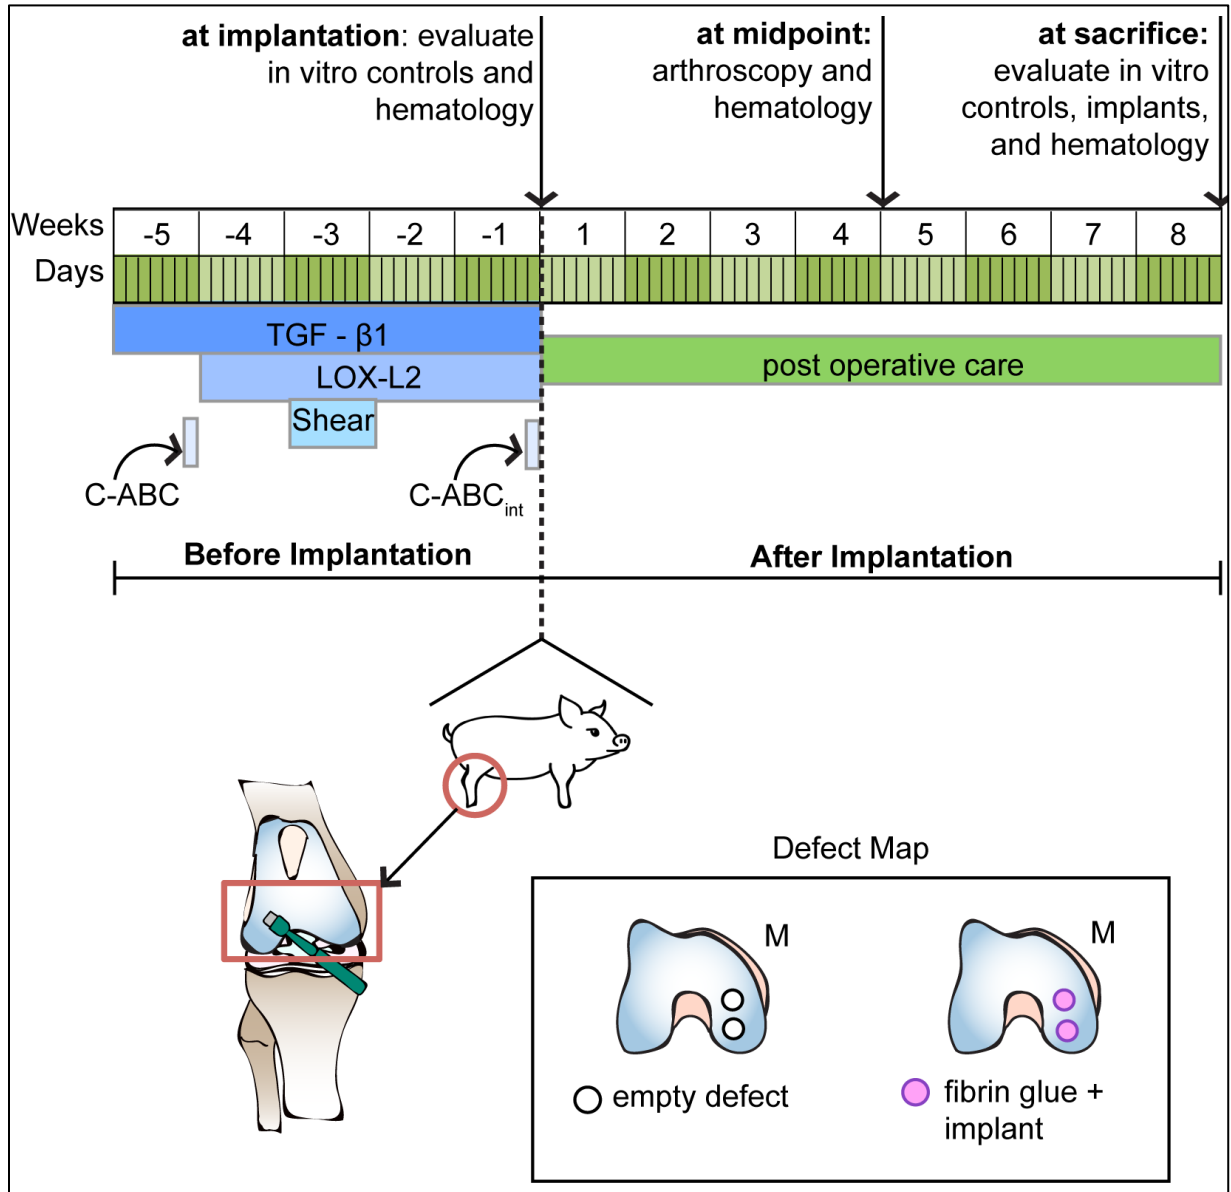 at implantation: evaluate
in vitro controls and
hematology
at midpoint:
arthroscopy and
hematology
at sacrifice:
evaluate in vitro
controls, implants,
and hematology
Weeks -5 -4 -3 -2 -1 1 2 3 4 5 6 7 8
Days
TGF - β1
LOX-L2
Shear
post operative care
C-ABC
C-ABCint
Before Implantation
After Implantation
Defect Map
M
M
empty defect
fibrin glue +
implant